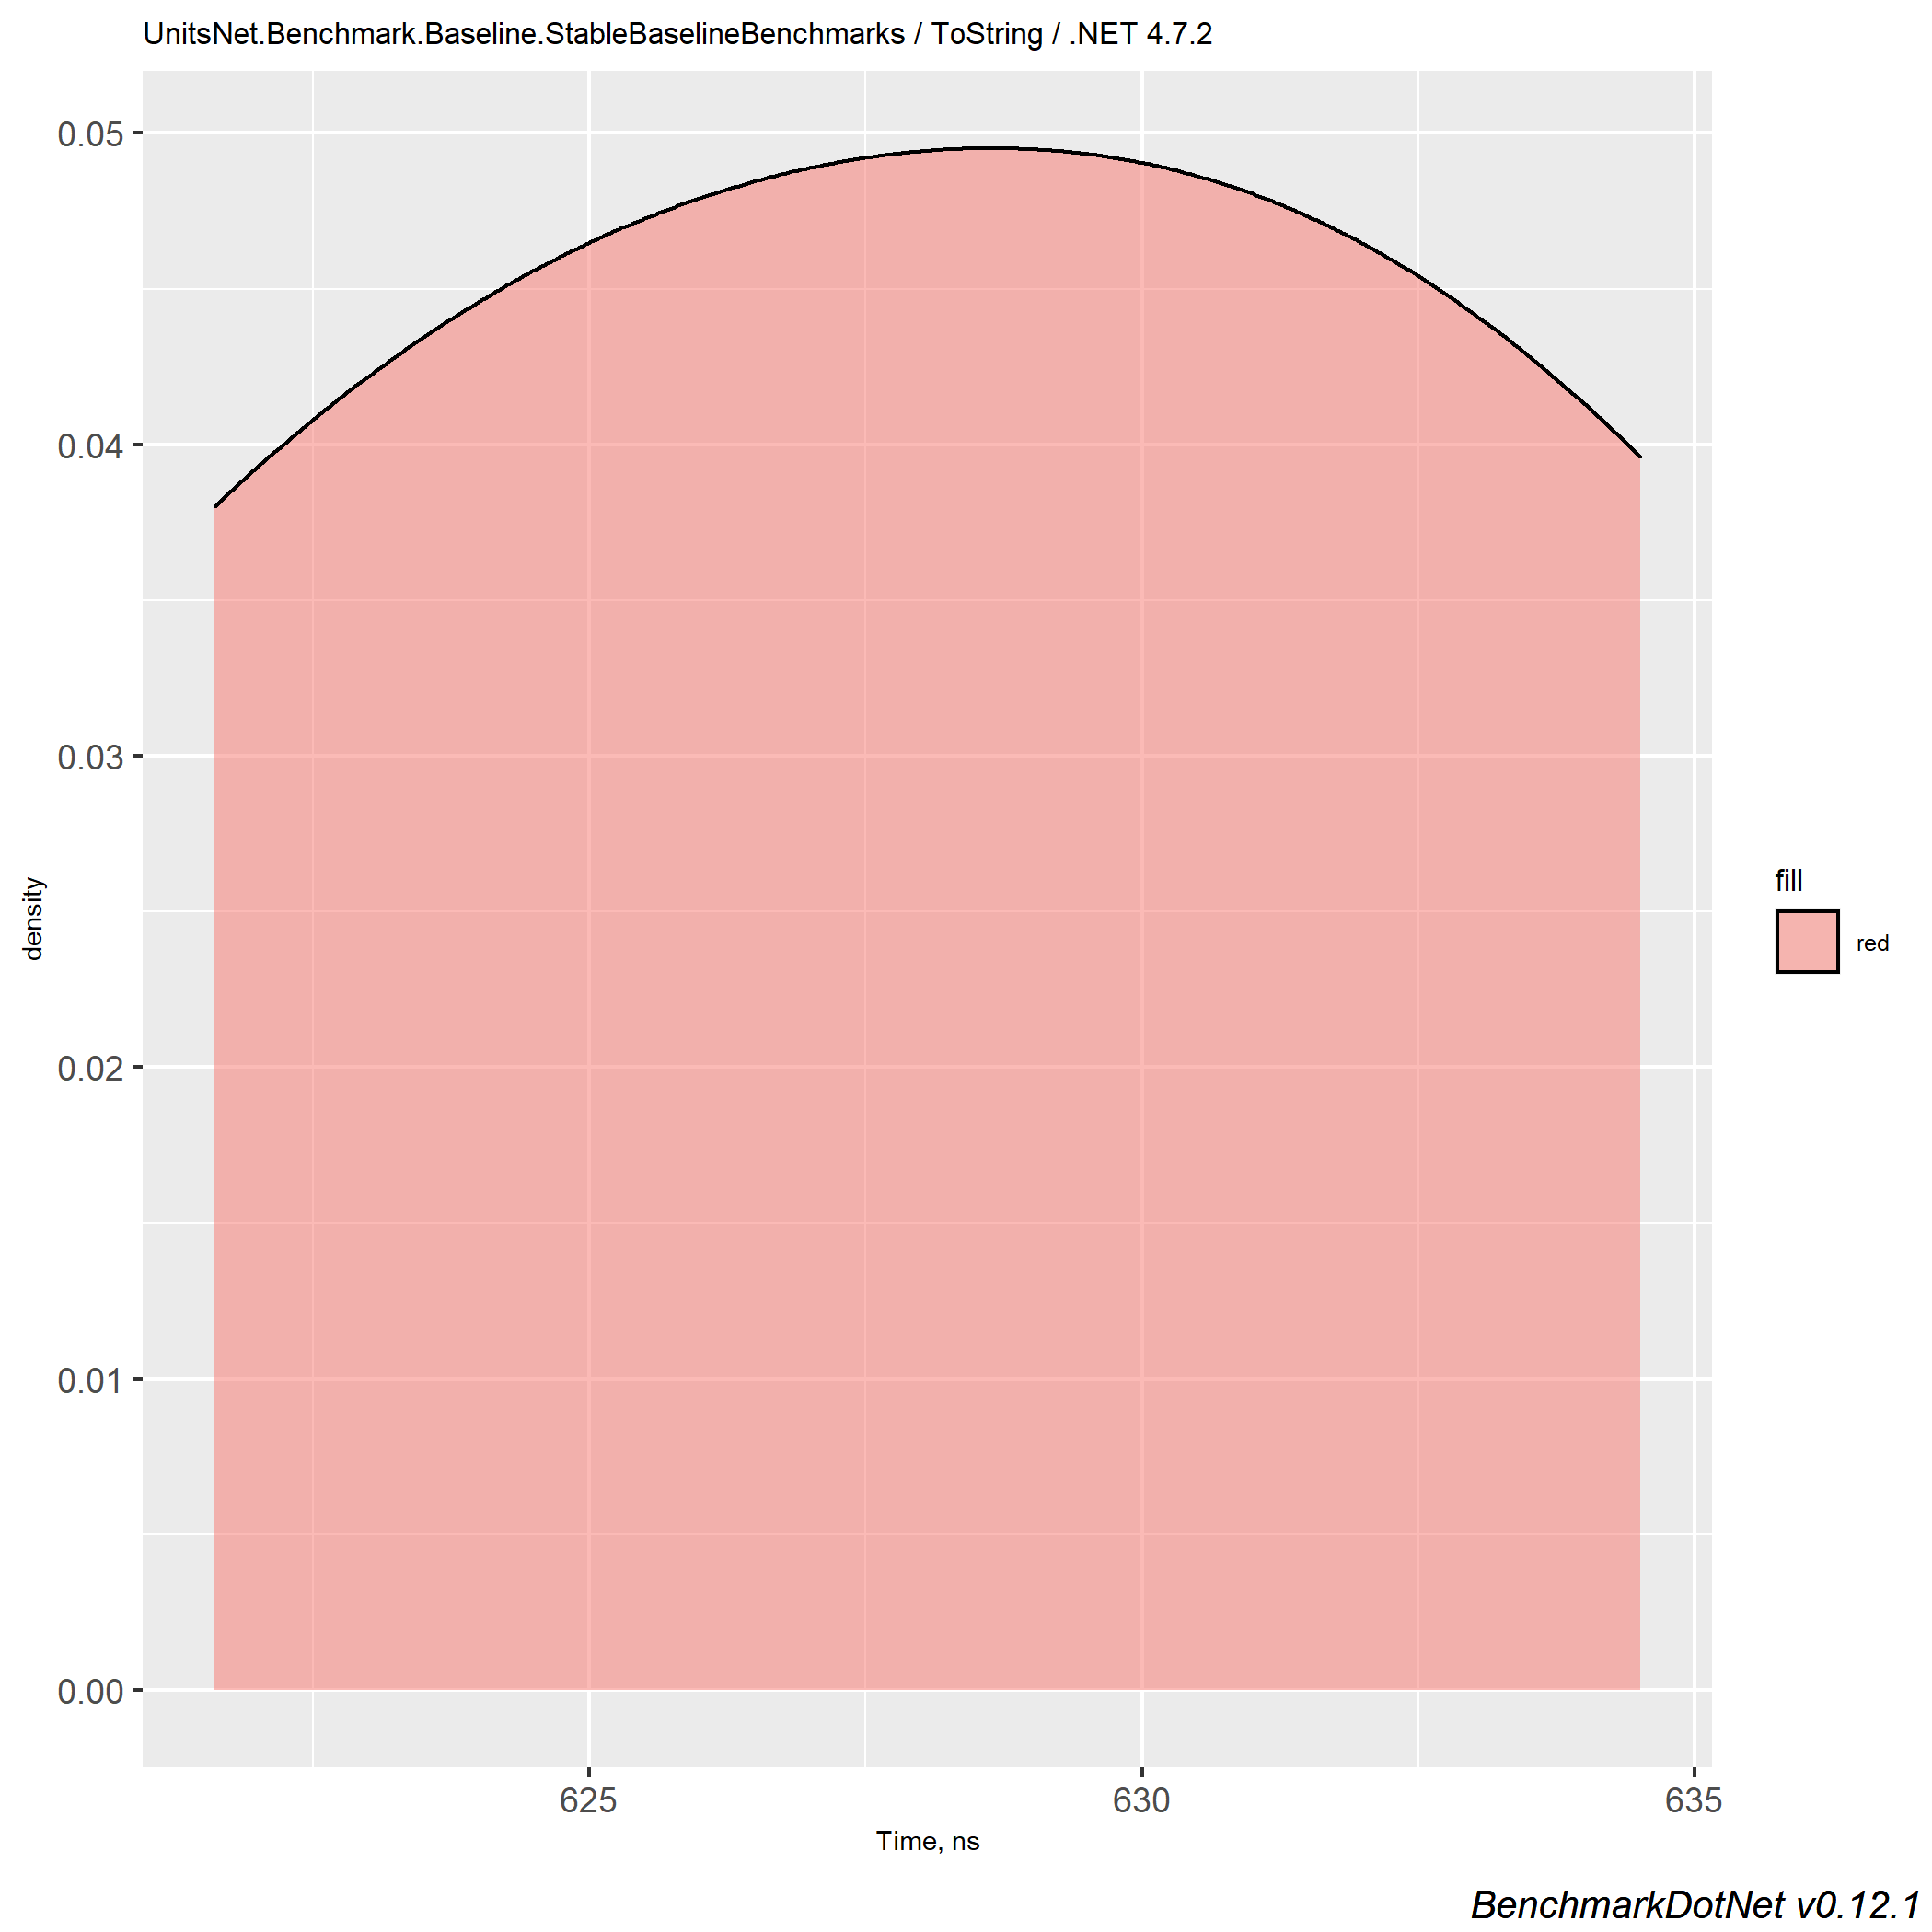 UnitsNet.Benchmark.Baseline.StableBaselineBenchmarks / ToString / .NET 4.7.2
0.05
0.04
0.03
0.02
0.01
0.00
density
625 630 635
Time, ns
fill
red
BenchmarkDotNet v0.12.1